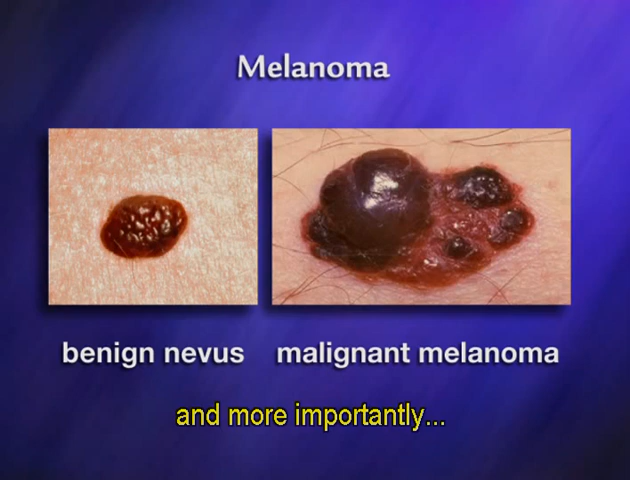 Melanoma
benign nevus
malignant melanoma
and more importantly...